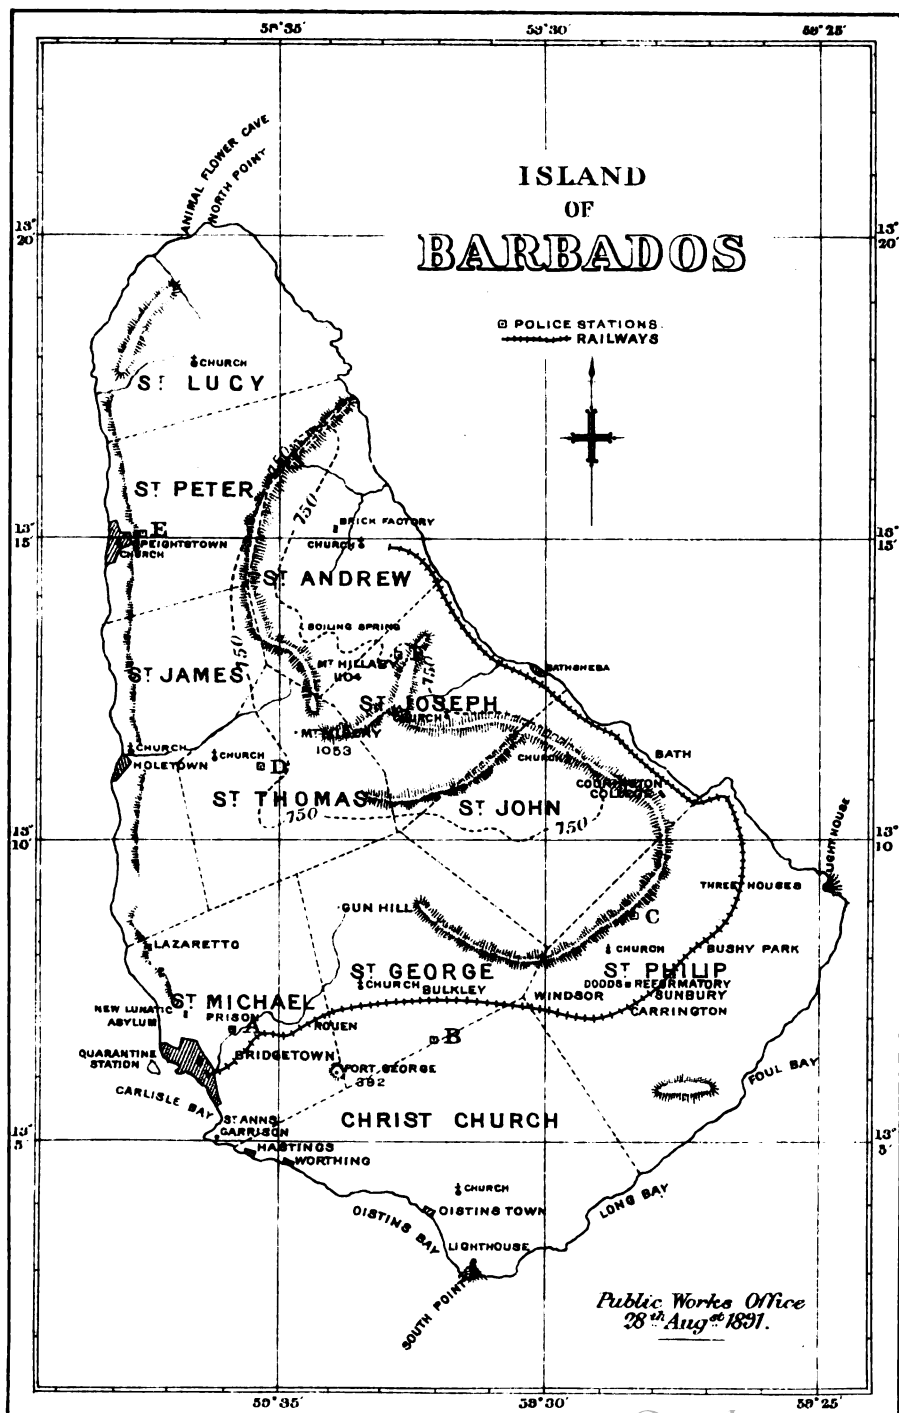 59°35'
59°30'
59°25'
ANIMAL FLOWER CAVE
NORTH POINT
ISLAND
OF
BARBADOS
13°
20'
13°
20'
POLICE STATIONS.
RAILWAYS
CHURCH
ST LUCY
750
ST PETER
750
BRICK FACTORY
CHURCH
13°
15'
13°
15'
E
SPEIGHTSTOWN
CHURCH
ST ANDREW
BOILING SPRING
750
MT HILLABY
1104
750
BATHSHEBA
ST JAMES
ST JOSEPH
CHURCH
1053
CHURCH
HOLETOWN
CHURCH
D
BATH
CHURCH
CODRINGTON
COLLEGE
ST THOMAS
ST JOHN
750
750
13°
10'
13°
10'
LIGHTHOUSE
THREE HOUSES
GUN HILL
C
LAZARETTO
CHURCH
BUSHY PARK
ST GEORGE
CHURCH
BULKLEY
ST PHILIP
DODDS REFORMATORY
WINDSOR
SUNBURY
CARRINGTON
ST MICHAEL
NEW LUNATIC
ASYLUM
PRISON
A
ROUEN
B
BRIDGETOWN
QUARANTINE
STATION
FORT GEORGE
382
FOUL BAY
CARLISLE BAY
ST ANNS
GARRISON
CHRIST CHURCH
13°
5'
13°
5'
HASTINGS
WORTHING
CHURCH
OISTINS TOWN
OISTINS BAY
LONG BAY
LIGHTHOUSE
SOUTH POINT
Public Works Office
28th Augst 1891.
59°35'
59°30'
59°25'